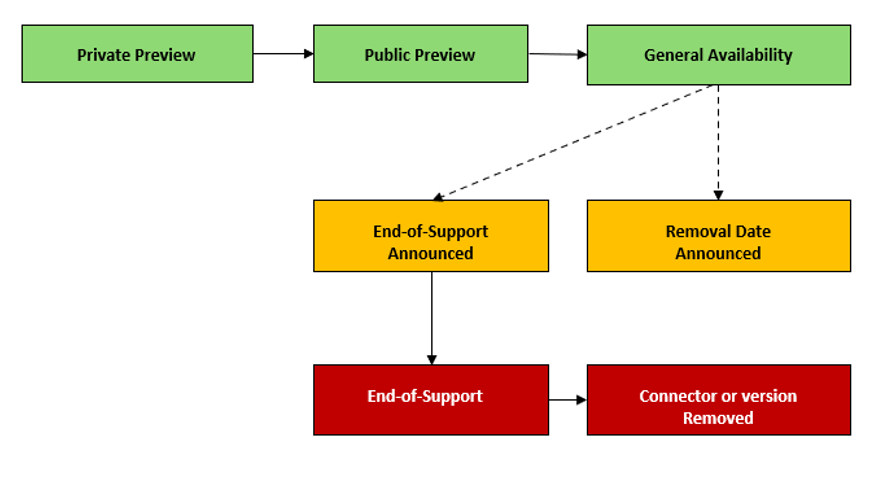 Private Preview
Public Preview
General Availability
End-of-Support
Announced
Removal Date
Announced
End-of-Support
Connector or version
Removed